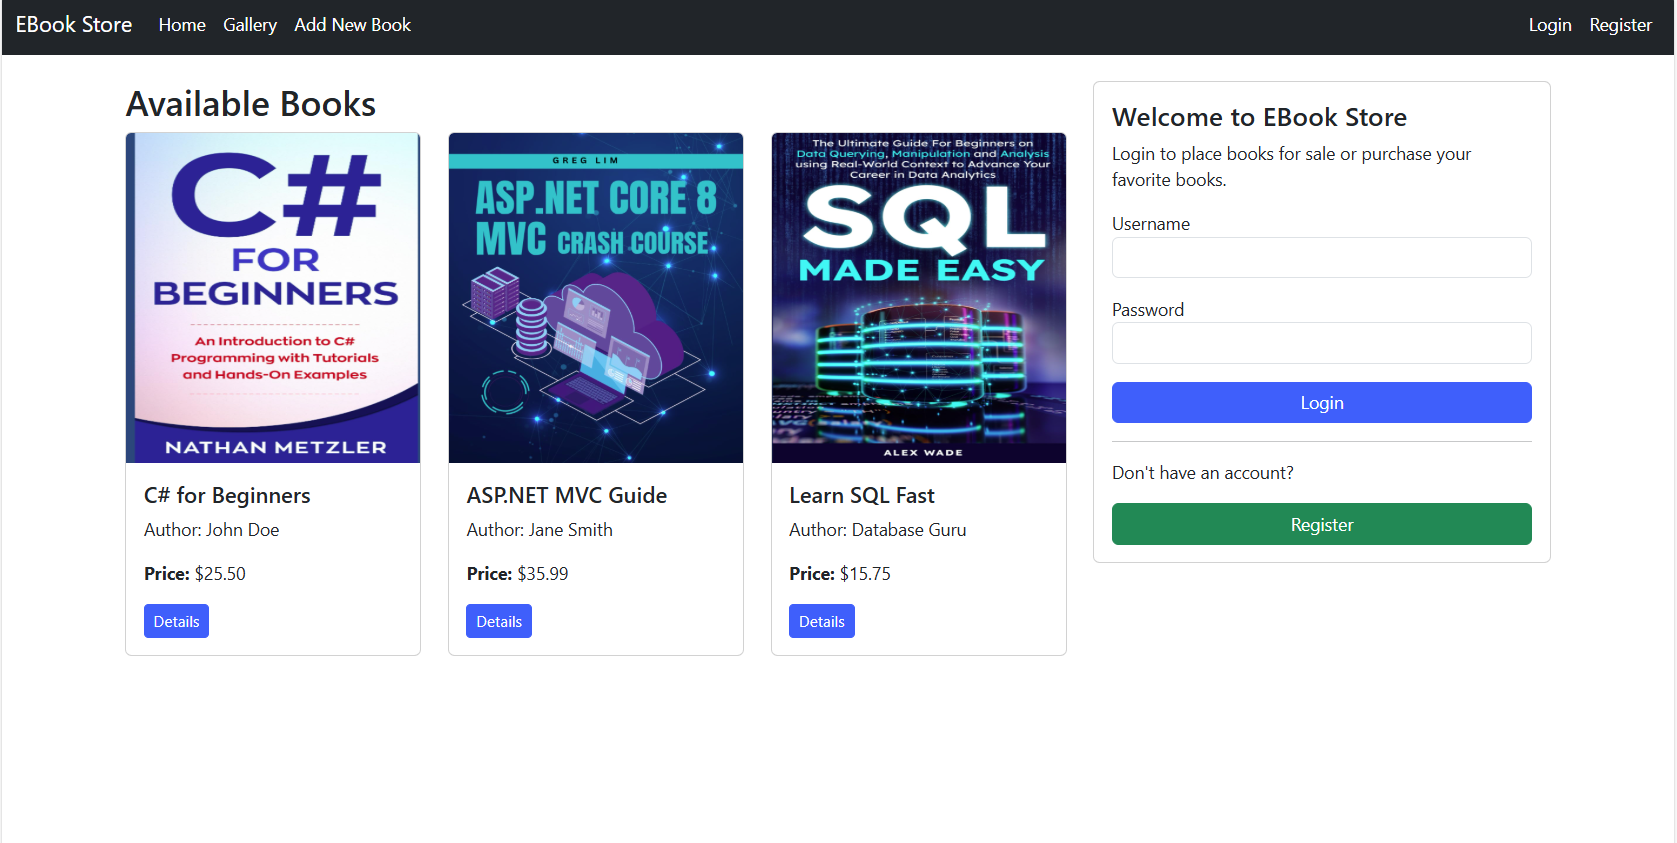 EBook Store Home Gallery Add New Book Login Register
Available Books
C#
FOR
BEGINNERS
An Introduction to C#
Programming with Tutorials
and Hands-On Examples
NATHAN METZLER
C# for Beginners
Author: John Doe
Price: $25.50
Details
GREG LIM
ASP.NET CORE 8
MVC CRASH COURSE
ASP.NET MVC Guide
Author: Jane Smith
Price: $35.99
Details
The Ultimate Guide For Beginners on
Data Querying, Manipulation and Analysis
using Real-World Context to Advance Your
Career in Data Analytics
SQL
MADE EASY
ALEX WADE
Learn SQL Fast
Author: Database Guru
Price: $15.75
Details
Welcome to EBook Store
Login to place books for sale or purchase your
favorite books.
Username
Password
Login
Don't have an account?
Register